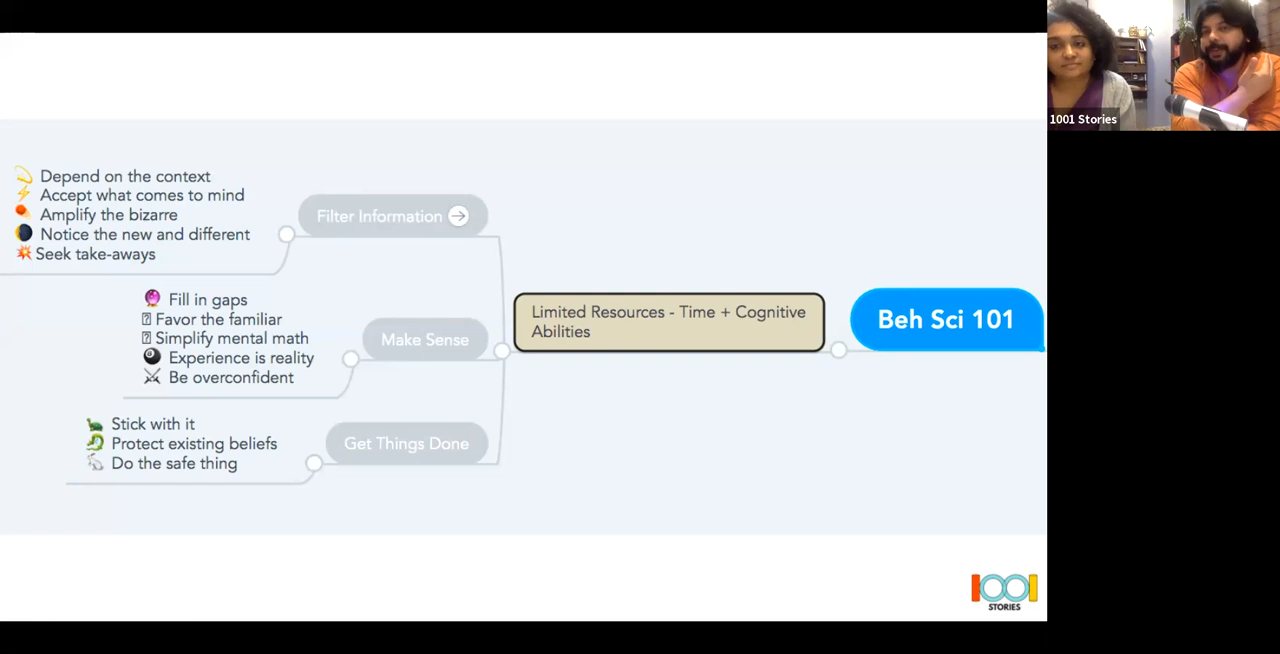 1001 Stories
Depend on the context
Accept what comes to mind
Amplify the bizarre
Notice the new and different
Seek take-aways
Filter Information
Fill in gaps
Favor the familiar
Simplify mental math
Experience is reality
Be overconfident
Make Sense
Stick with it
Protect existing beliefs
Do the safe thing
Get Things Done
Limited Resources - Time + Cognitive
Abilities
Beh Sci 101
1001
STORIES